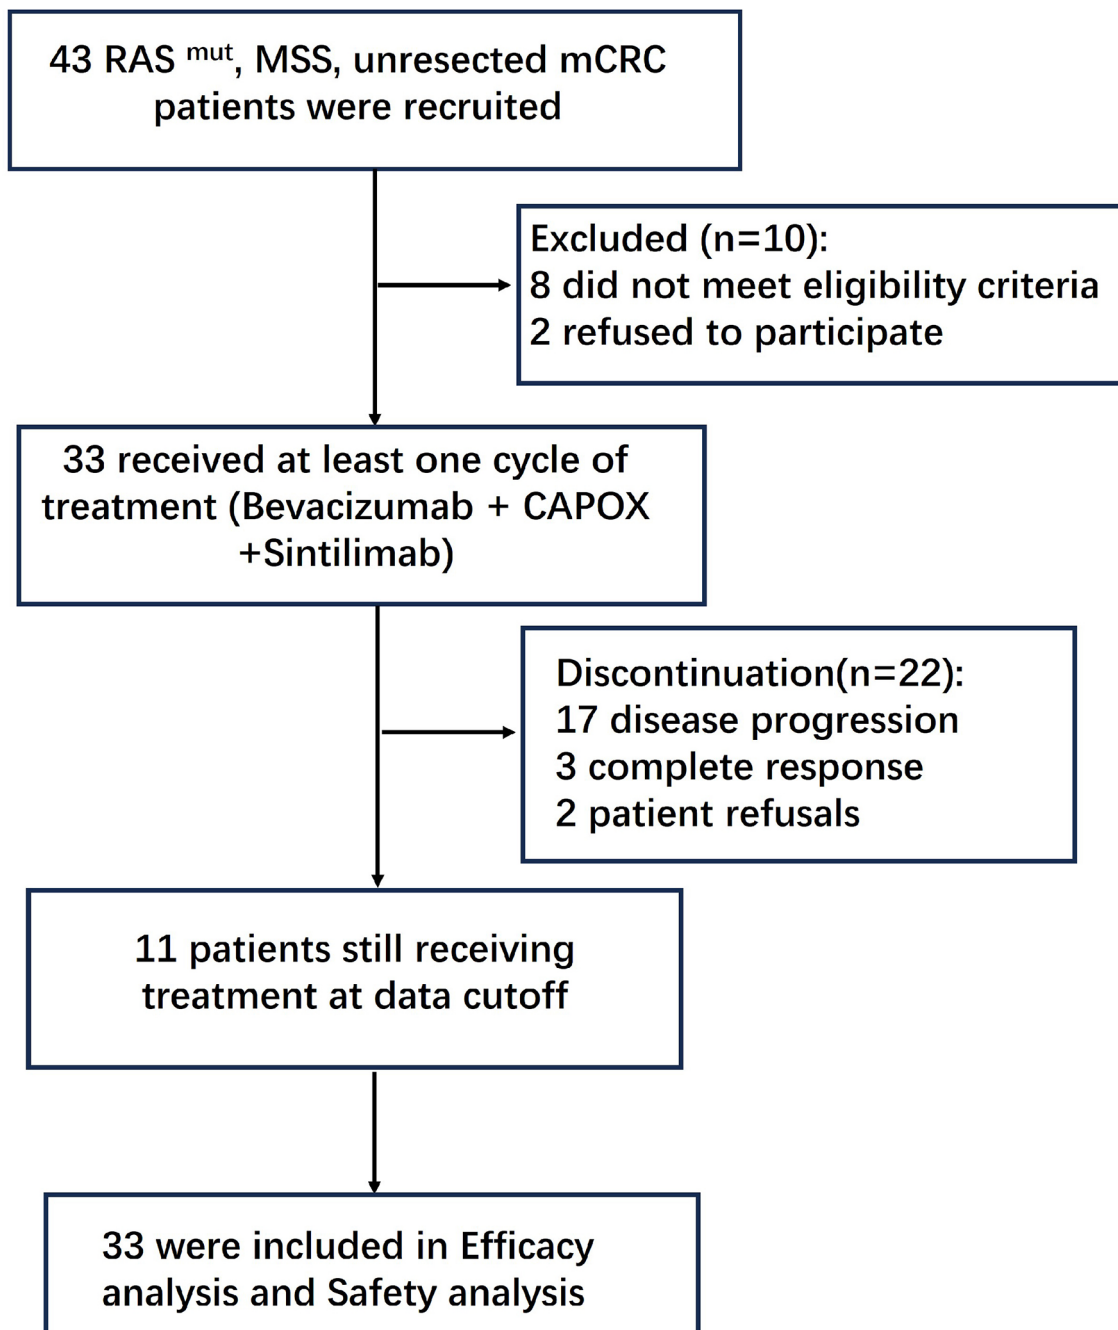 43 RAS mut, MSS, unresected mCRC
patients were recruited
Excluded (n=10):
8 did not meet eligibility criteria
2 refused to participate
33 received at least one cycle of
treatment (Bevacizumab + CAPOX
+Sintilimab)
Discontinuation(n=22):
17 disease progression
3 complete response
2 patient refusals
11 patients still receiving
treatment at data cutoff
33 were included in Efficacy
analysis and Safety analysis